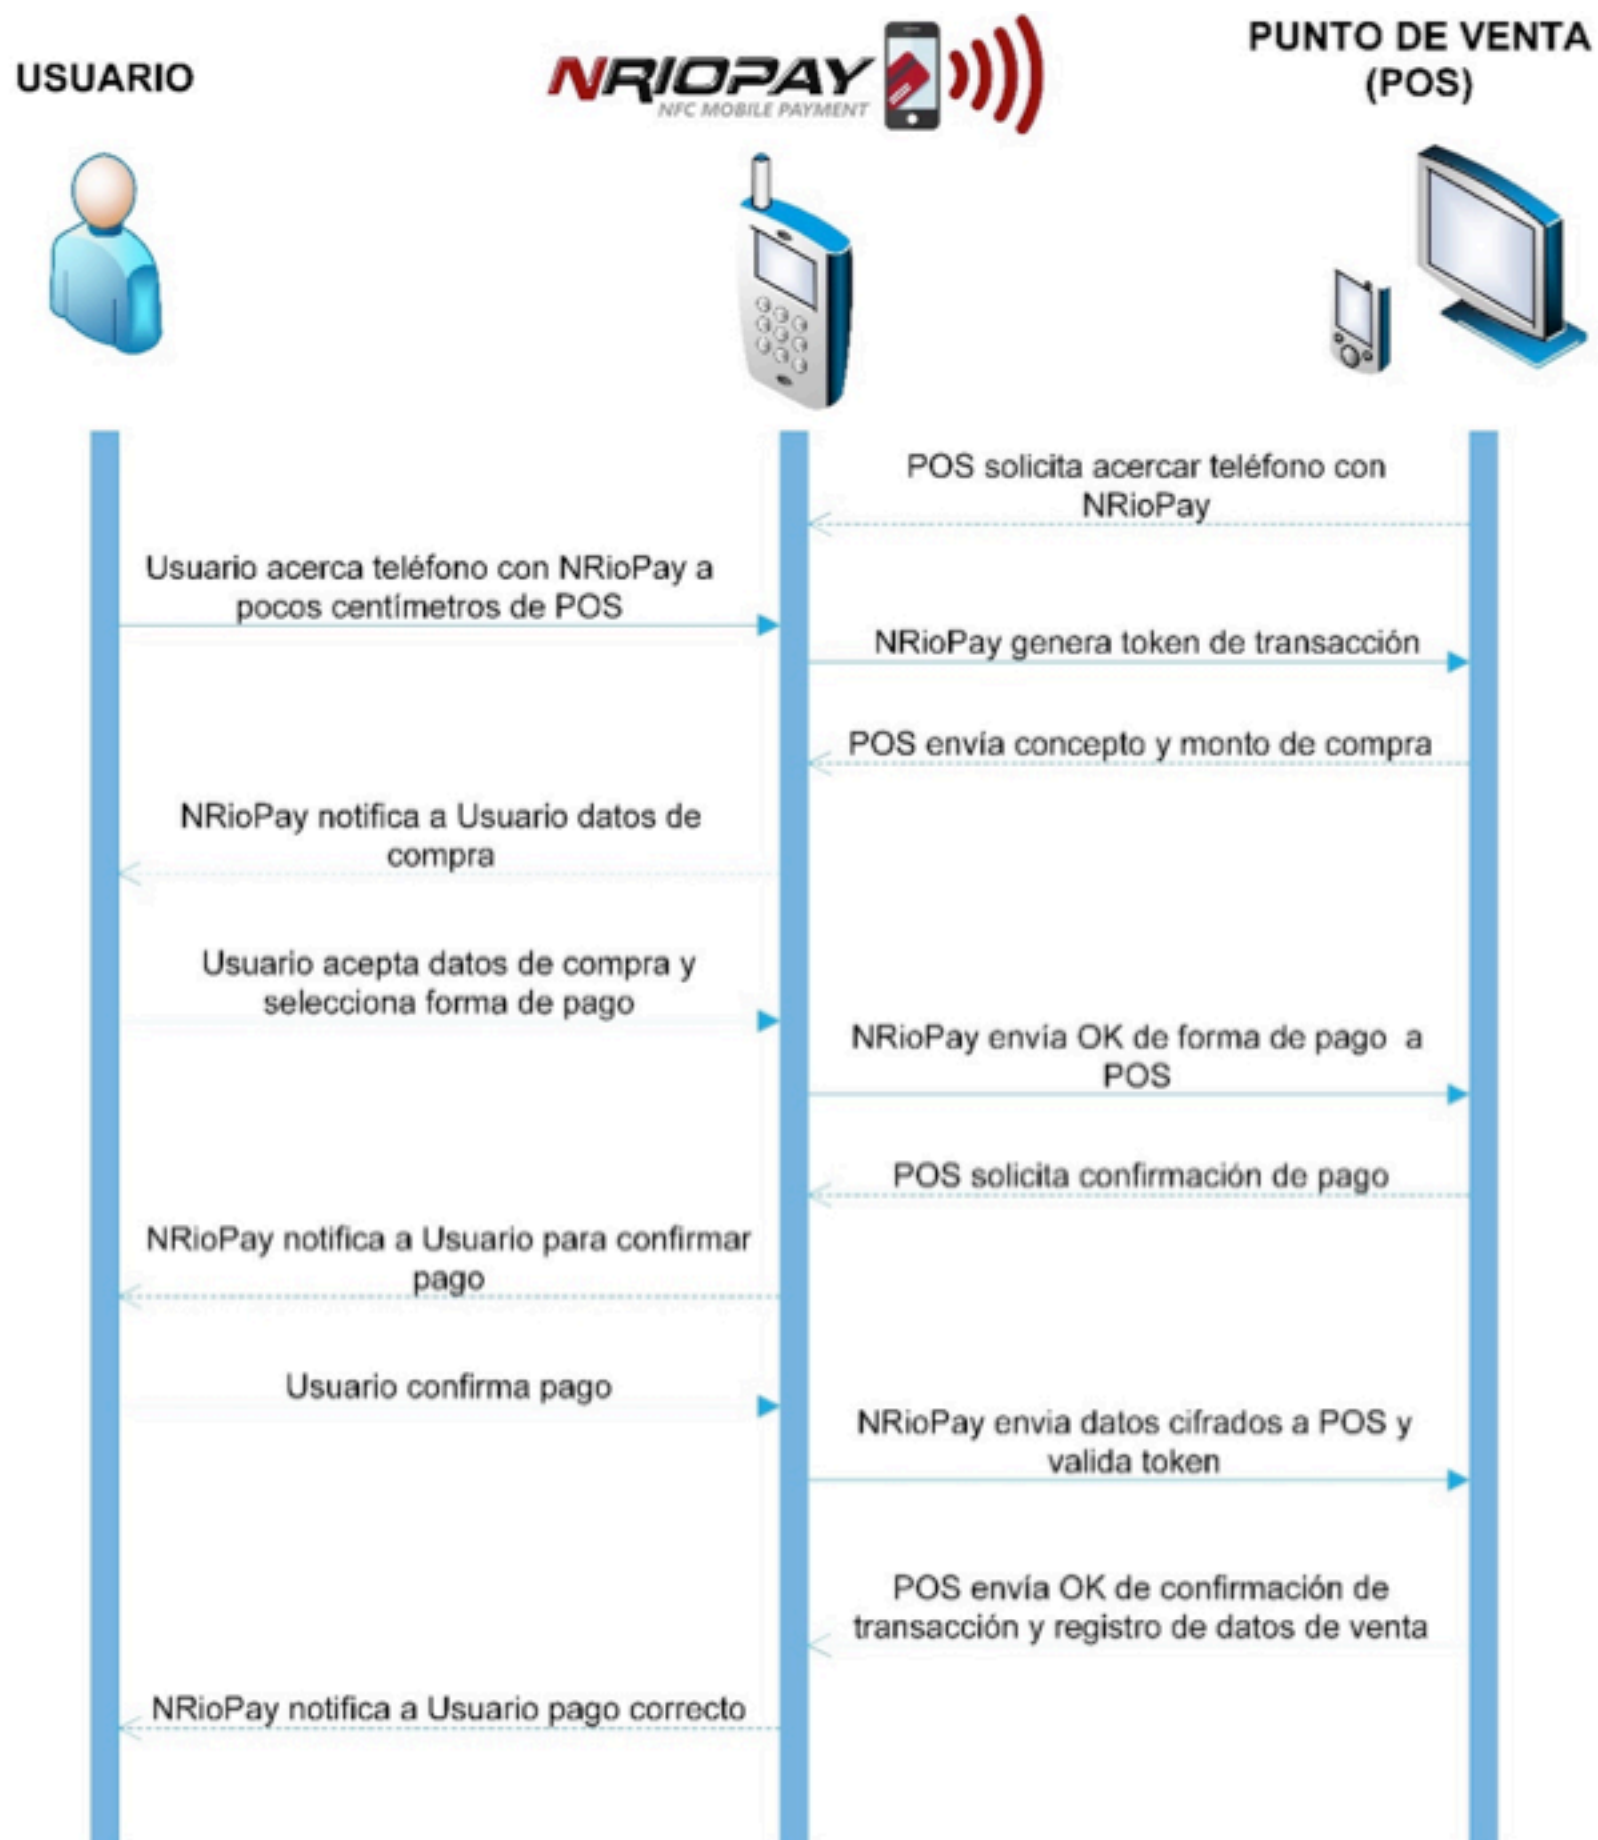 USUARIO
NRIOPAY
NFC MOBILE PAYMENT
PUNTO DE VENTA
(POS)
POS solicita acercar teléfono con
NRioPay
Usuario acerca teléfono con NRioPay a
pocos centímetros de POS
NRioPay genera token de transacción
POS envía concepto y monto de compra
NRioPay notifica a Usuario datos de
compra
Usuario acepta datos de compra y
selecciona forma de pago
NRioPay envía OK de forma de pago a
POS
POS solicita confirmación de pago
NRioPay notifica a Usuario para confirmar
pago
Usuario confirma pago
NRioPay envia datos cifrados a POS y
valida token
POS envía OK de confirmación de
transacción y registro de datos de venta
NRioPay notifica a Usuario pago correcto